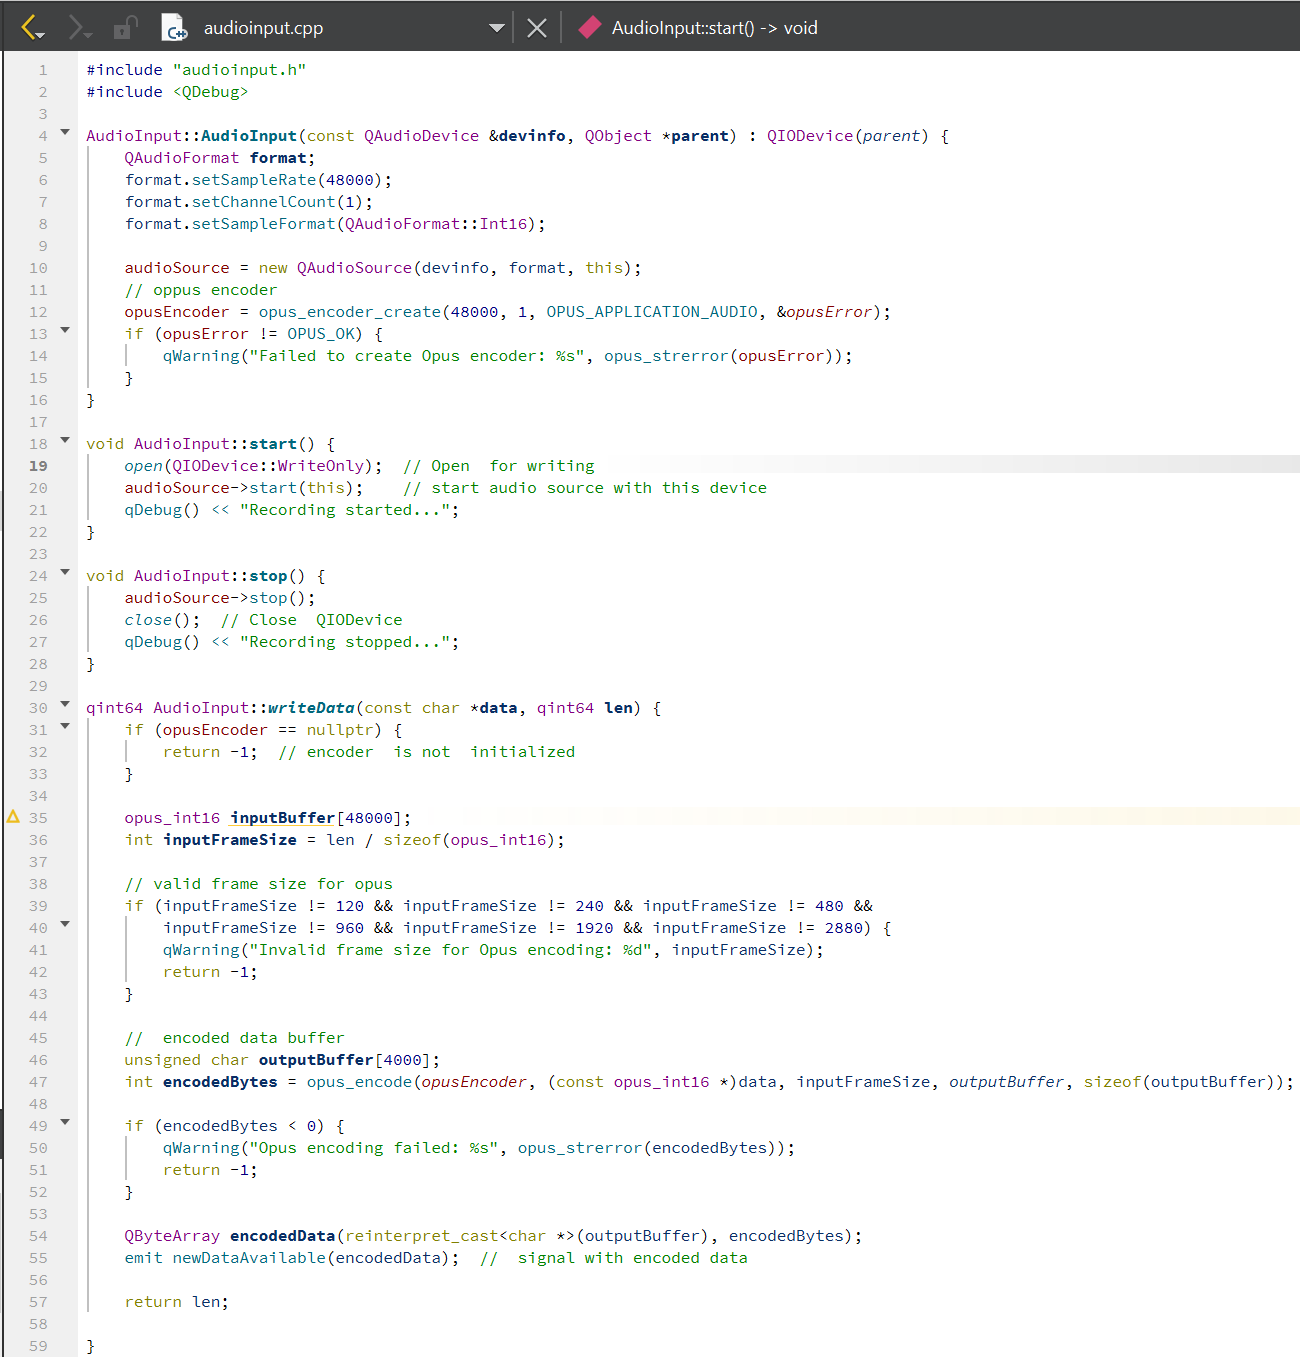 audioinput.cpp AudioInput::start() -> void
1 #include "audioinput.h"
2 #include <QDebug>
3
4 AudioInput::AudioInput(const QAudioDevice &devinfo, QObject *parent) : QIODevice(parent) {
5 QAudioFormat format;
6 format.setSampleRate(48000);
7 format.setChannelCount(1);
8 format.setSampleFormat(QAudioFormat::Int16);
9
10 audioSource = new QAudioSource(devinfo, format, this);
11 // oppus encoder
12 opusEncoder = opus_encoder_create(48000, 1, OPUS_APPLICATION_AUDIO, &opusError);
13 if (opusError != OPUS_OK) {
14 qWarning("Failed to create Opus encoder: %s", opus_strerror(opusError));
15 }
16 }
17
18 void AudioInput::start() {
19 open(QIODevice::WriteOnly);  // Open  for writing
20 audioSource->start(this);    // start audio source with this device
21 qDebug() << "Recording started...";
22 }
23
24 void AudioInput::stop() {
25 audioSource->stop();
26 close();  // Close  QIODevice
27 qDebug() << "Recording stopped...";
28 }
29
30 qint64 AudioInput::writeData(const char *data, qint64 len) {
31 if (opusEncoder == nullptr) {
32 return -1;  // encoder  is not  initialized
33 }
34
35 opus_int16 inputBuffer[48000];
36 int inputFrameSize = len / sizeof(opus_int16);
37
38 // valid frame size for opus
39 if (inputFrameSize != 120 && inputFrameSize != 240 && inputFrameSize != 480 &&
40 inputFrameSize != 960 && inputFrameSize != 1920 && inputFrameSize != 2880) {
41 qWarning("Invalid frame size for Opus encoding: %d", inputFrameSize);
42 return -1;
43 }
44
45 //  encoded data buffer
46 unsigned char outputBuffer[4000];
47 int encodedBytes = opus_encode(opusEncoder, (const opus_int16 *)data, inputFrameSize, outputBuffer, sizeof(outputBuffer));
48
49 if (encodedBytes < 0) {
50 qWarning("Opus encoding failed: %s", opus_strerror(encodedBytes));
51 return -1;
52 }
53
54 QByteArray encodedData(reinterpret_cast<char *>(outputBuffer), encodedBytes);
55 emit newDataAvailable(encodedData);  //  signal with encoded data
56
57 return len;
58
59 }